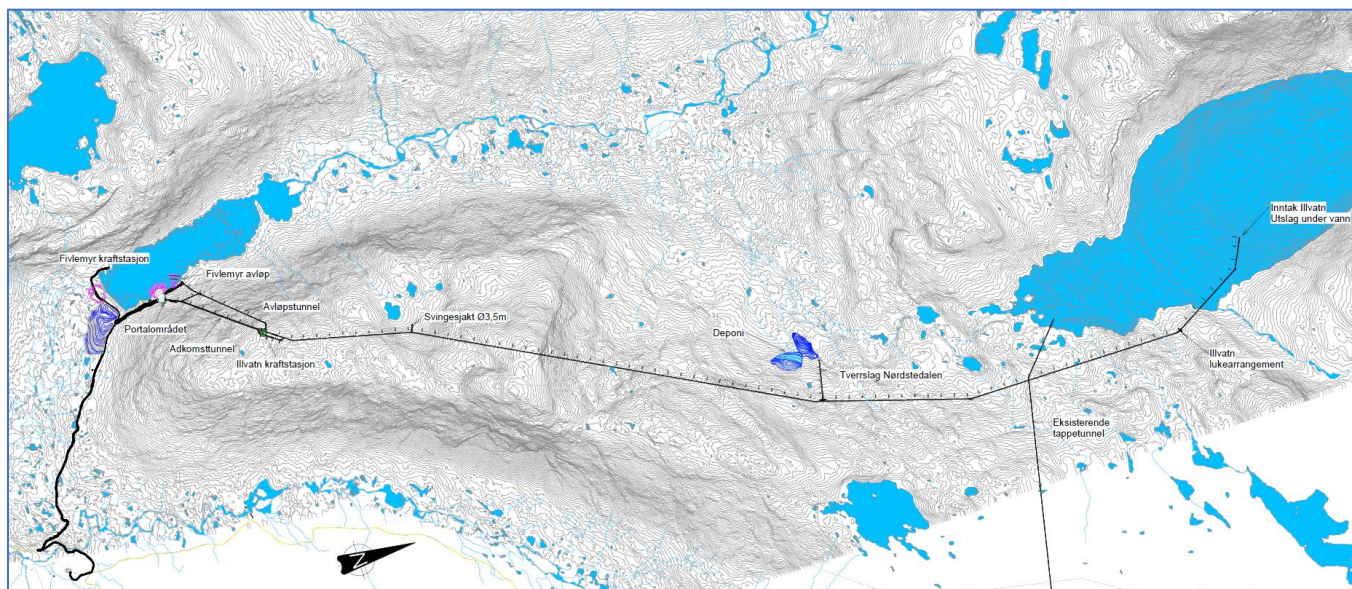 Inntak Illvatn
Utslag under vann
Fivlemyr kraftstasjon
Fivlemyr avløp
Avløpstunnel
Svingesjakt Ø3,5m
Portalområdet
Deponi
Adkomsttunnel
Illvatn kraftstasjon
Tverrslag Nørdstedalen
Illvatn
lukearrangement
Eksisterende
tappetunnel
N